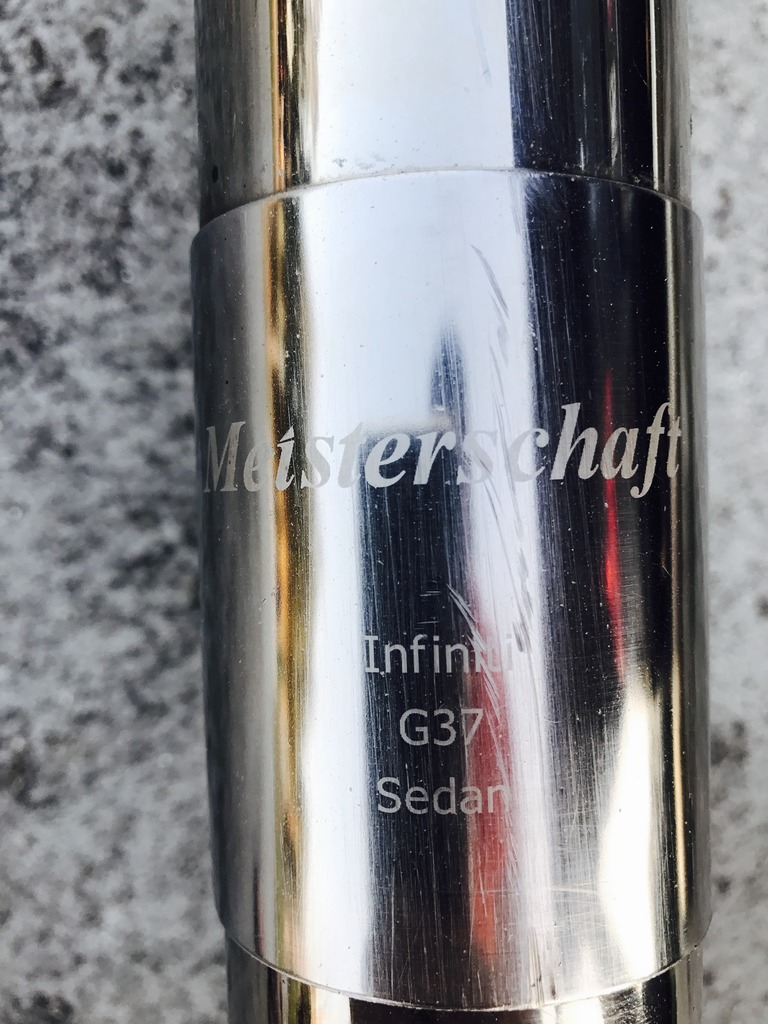 Meisterschaft
Infiniti
G37
Sedan